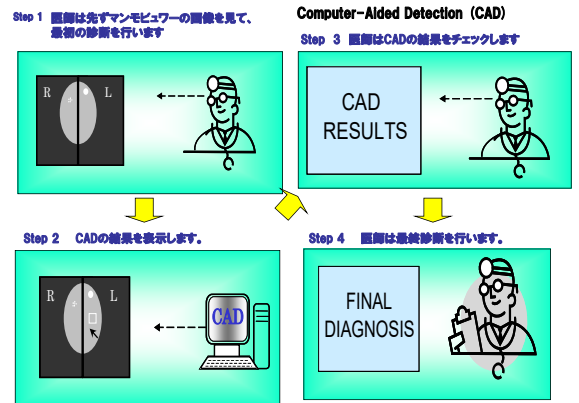 Computer-Aided Detection (CAD)
Step 1 医師は先ずマンモビュワーの画像を見て、
最初の診断を行います
R L
Step 2 CADの結果を表示します。
R L
CAD
Step 3 医師はCADの結果をチェックします
CAD
RESULTS
Step 4 医師は最終診断を行います。
FINAL
DIAGNOSIS